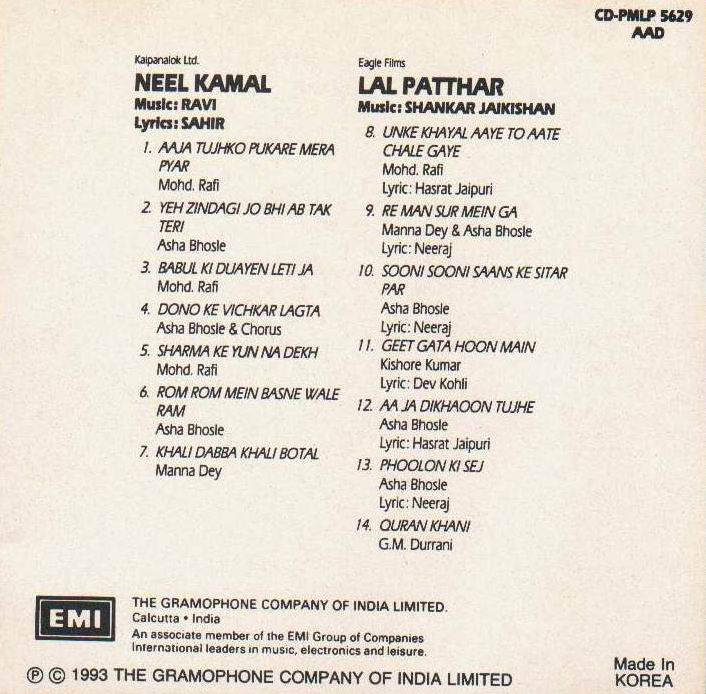 CD-PMLP 5629
AAD
Kalpanalok Ltd.
NEEL KAMAL
Music: RAVI
Lyrics: SAHIR
1. AAJA TUJHKO PUKARE MERA
PYAR
Mohd. Rafi
2. YEH ZINDAGI JO BHI AB TAK
TERI
Asha Bhosle
3. BABUL KI DUAYEN LETI JA
Mohd. Rafi
4. DONO KE VICHKAR LAGTA
Asha Bhosle & Chorus
5. SHARMA KE YUN NA DEKH
Mohd. Rafi
6. ROM ROM MEIN BASNE WALE
RAM
Asha Bhosle
7. KHALI DABBA KHALI BOTAL
Manna Dey
Eagle Films
LAL PATTHAR
Music: SHANKAR JAIKISHAN
8. UNKE KHAYAL AAYE TO AATE
CHALE GAYE
Mohd. Rafi
Lyric: Hasrat Jaipuri
9. RE MAN SUR MEIN GA
Manna Dey & Asha Bhosle
Lyric: Neeraj
10. SOONI SOONI SAANS KE SITAR
PAR
Asha Bhosle
Lyric: Neeraj
11. GEET GATA HOON MAIN
Kishore Kumar
Lyric: Dev Kohli
12. AA JA DIKHAOON TUJHE
Asha Bhosle
Lyric: Hasrat Jaipuri
13. PHOOLON KI SEJ
Asha Bhosle
Lyric: Neeraj
14. QURAN KHANI
G.M. Durrani
EMI
THE GRAMOPHONE COMPANY OF INDIA LIMITED.
Calcutta • India
An associate member of the EMI Group of Companies
International leaders in music, electronics and leisure.
℗ © 1993 THE GRAMOPHONE COMPANY OF INDIA LIMITED
Made In
KOREA